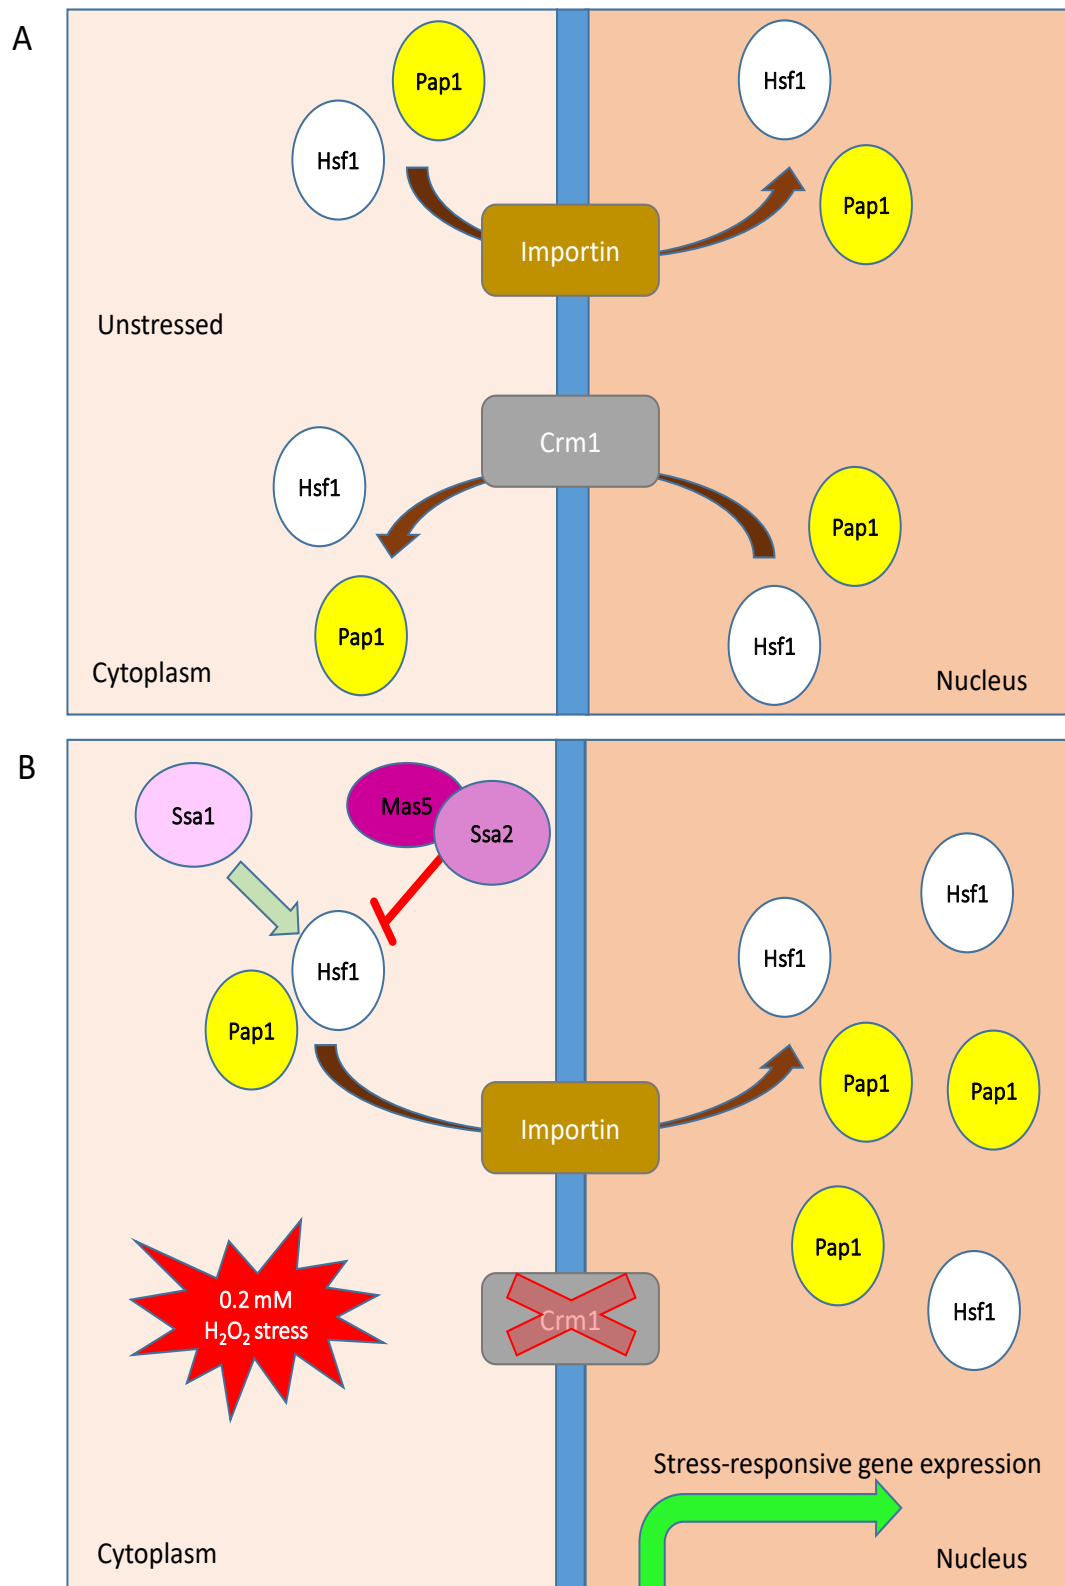 A
Pap1
Hsf1
Hsf1
Pap1
Importin
Unstressed
Crm1
Hsf1
Pap1
Pap1
Hsf1
Cytoplasm
Nucleus
B
Ssa1
Mas5
Ssa2
Hsf1
Hsf1
Hsf1
Pap1
Pap1
Pap1
Importin
Pap1
0.2 mM
H₂O₂ stress
Crm1
Hsf1
Stress-responsive gene expression
Cytoplasm
Nucleus